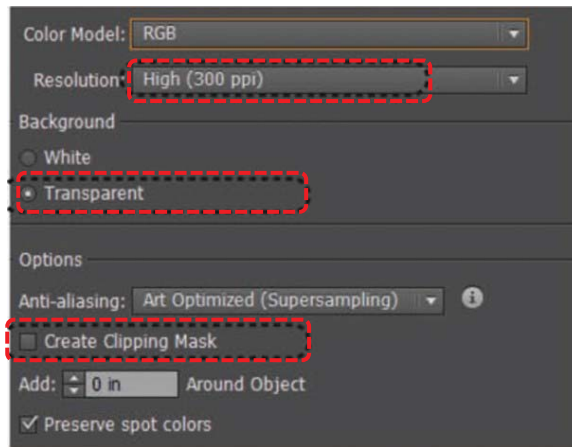 Color Model: RGB
Resolution: High (300 ppi)
Background
White
Transparent
Options
Anti-aliasing: Art Optimized (Supersampling)
Create Clipping Mask
Add: 0 in Around Object
Preserve spot colors